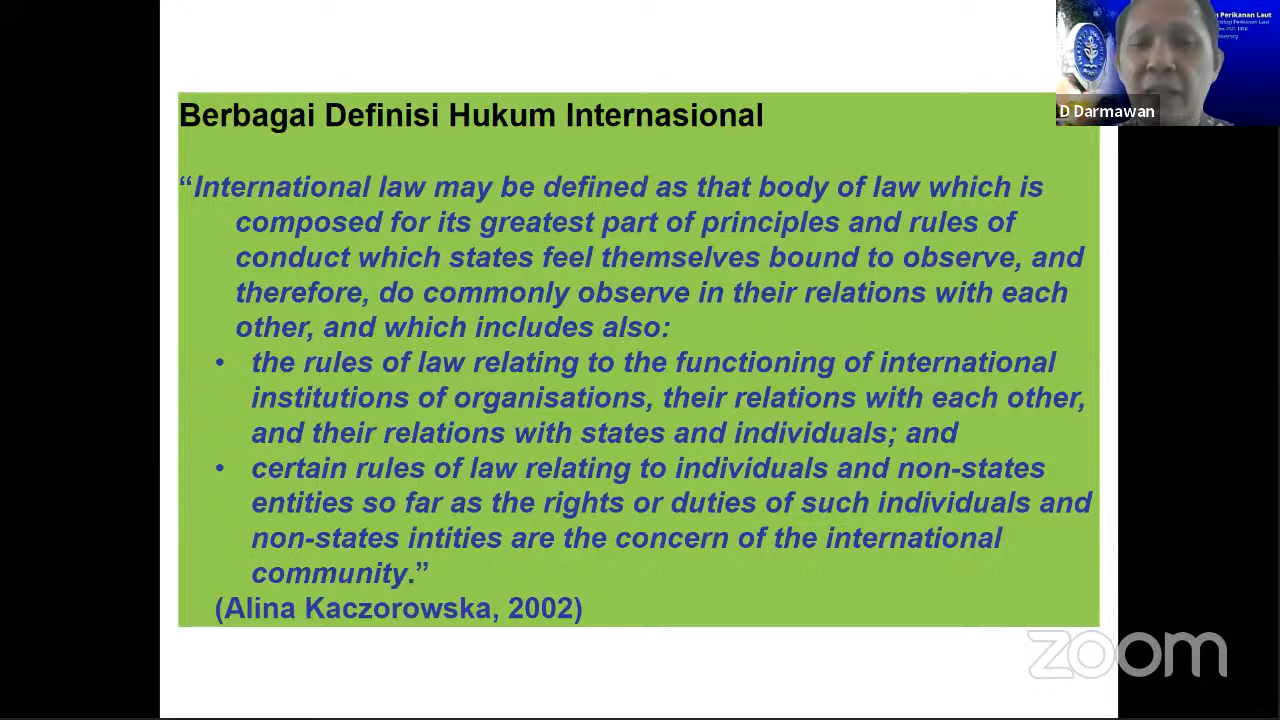 n Perikanan Laut
nologi Perikanan Laut
D Darmawan
Berbagai Definisi Hukum Internasional
“International law may be defined as that body of law which is
composed for its greatest part of principles and rules of
conduct which states feel themselves bound to observe, and
therefore, do commonly observe in their relations with each
other, and which includes also:
• the rules of law relating to the functioning of international
institutions of organisations, their relations with each other,
and their relations with states and individuals; and
• certain rules of law relating to individuals and non-states
entities so far as the rights or duties of such individuals and
non-states intities are the concern of the international
community.”
(Alina Kaczorowska, 2002)
zoom